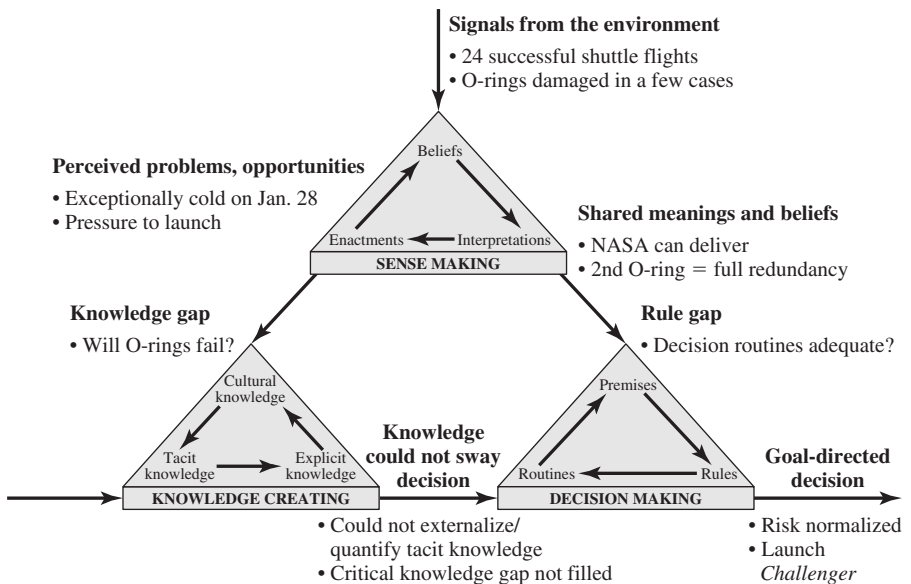 Signals from the environment
• 24 successful shuttle flights
• O-rings damaged in a few cases
Perceived problems, opportunities
• Exceptionally cold on Jan. 28
• Pressure to launch
Beliefs
Enactments
Interpretations
SENSE MAKING
Shared meanings and beliefs
• NASA can deliver
• 2nd O-ring = full redundancy
Knowledge gap
• Will O-rings fail?
Rule gap
• Decision routines adequate?
Cultural
knowledge
Tacit
knowledge
Explicit
knowledge
KNOWLEDGE CREATING
Knowledge
could not sway
decision
• Could not externalize/
quantify tacit knowledge
• Critical knowledge gap not filled
Premises
Routines
Rules
DECISION MAKING
Goal-directed
decision
• Risk normalized
• Launch
Challenger